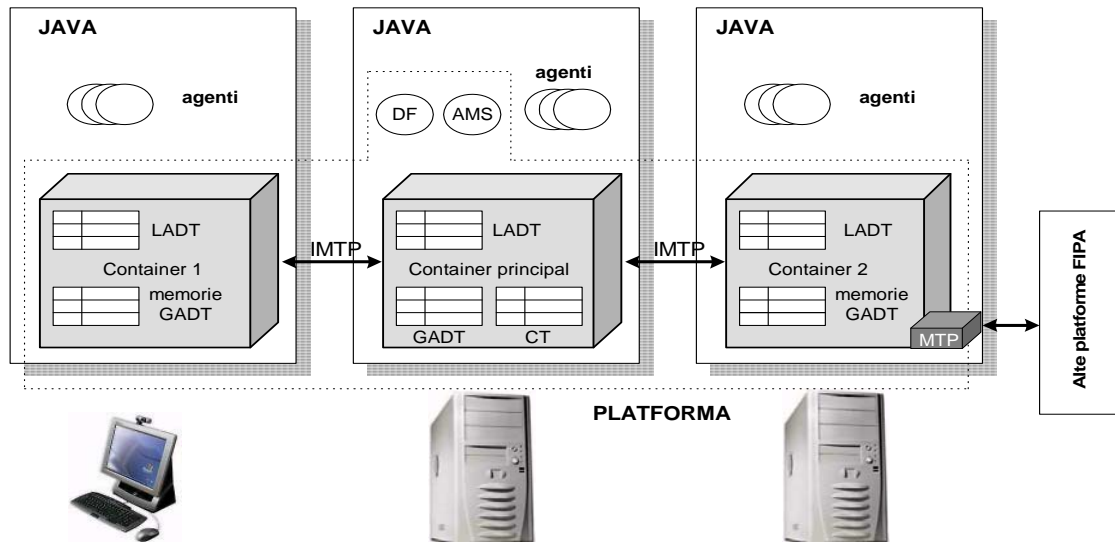 JAVA
agenti
LADT
Container 1
memorie
GADT
IMTP
JAVA
agenti
DF
AMS
LADT
Container principal
GADT
CT
IMTP
JAVA
agenti
LADT
Container 2
memorie
GADT
MTP
Alte platforme FIPA
PLATFORMA